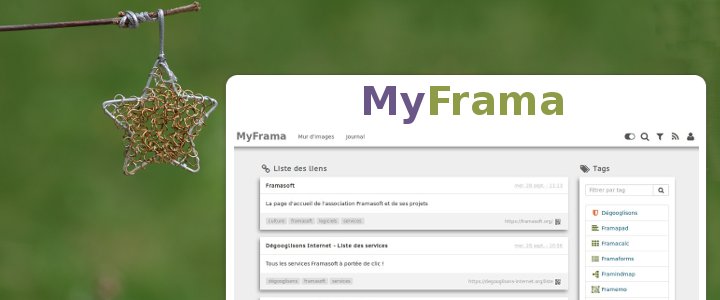 MyFrama
MyFrama Mur d'images Journal
Liste des liens
Framasoft mer. 28 sept. - 11:13
La page d'accueil de l'association Framasoft et de ses projets
culture framasoft logiciels services https://framasoft.org/
Dégooglisons Internet - Liste des services mer. 28 sept. - 10:56
Tous les services Framasoft à portée de clic !
dégooglisons framasoft services https://degooglisons-internet.org/liste
Tags
Filtrer par tag
Dégooglisons
Framapad
Framacalc
Framaforms
Framindmap
Framemo